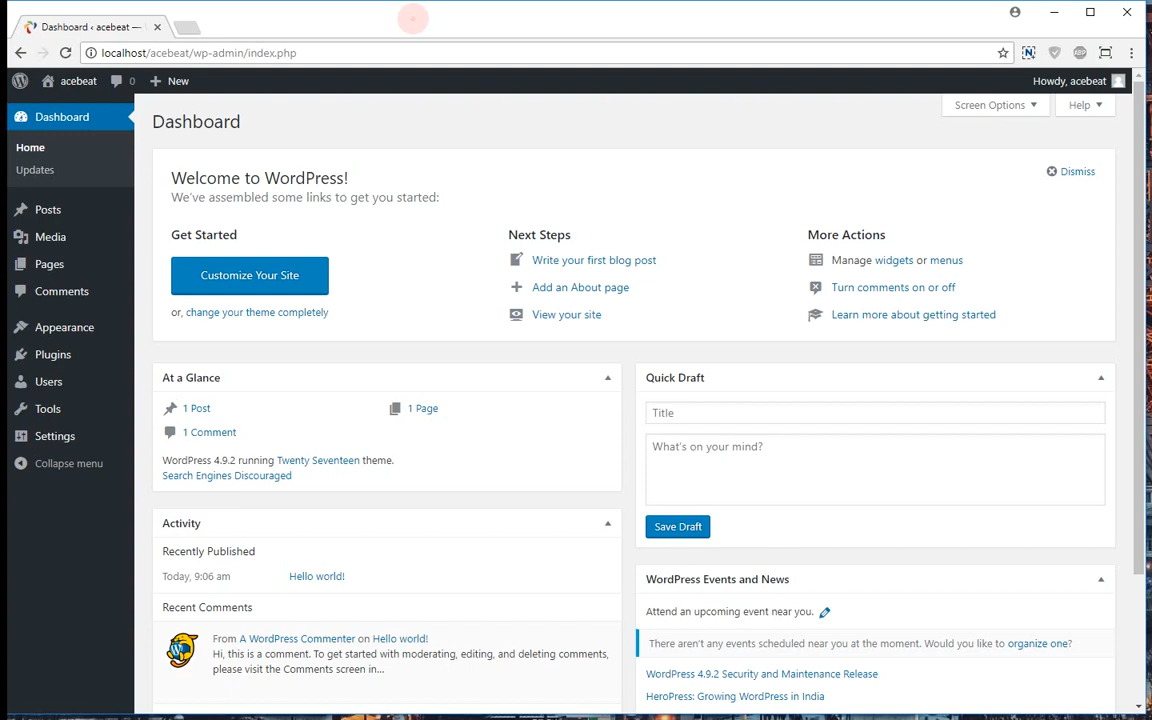 Dashboard ‹ acebeat —
localhost/acebeat/wp-admin/index.php
acebeat
0
New
Howdy, acebeat
Dashboard
Home
Updates
Posts
Media
Pages
Comments
Appearance
Plugins
Users
Tools
Settings
Collapse menu
Screen Options
Help
Dashboard
Welcome to WordPress!
We've assembled some links to get you started:
Dismiss
Get Started
Customize Your Site
or, change your theme completely
Next Steps
Write your first blog post
Add an About page
View your site
More Actions
Manage widgets or menus
Turn comments on or off
Learn more about getting started
At a Glance
1 Post
1 Page
1 Comment
WordPress 4.9.2 running Twenty Seventeen theme.
Search Engines Discouraged
Activity
Recently Published
Today, 9:06 am
Hello world!
Recent Comments
From A WordPress Commenter on Hello world!
Hi, this is a comment. To get started with moderating, editing, and deleting comments,
please visit the Comments screen in...
Quick Draft
Title
What's on your mind?
Save Draft
WordPress Events and News
Attend an upcoming event near you.
There aren't any events scheduled near you at the moment. Would you like to organize one?
WordPress 4.9.2 Security and Maintenance Release
HeroPress: Growing WordPress in India